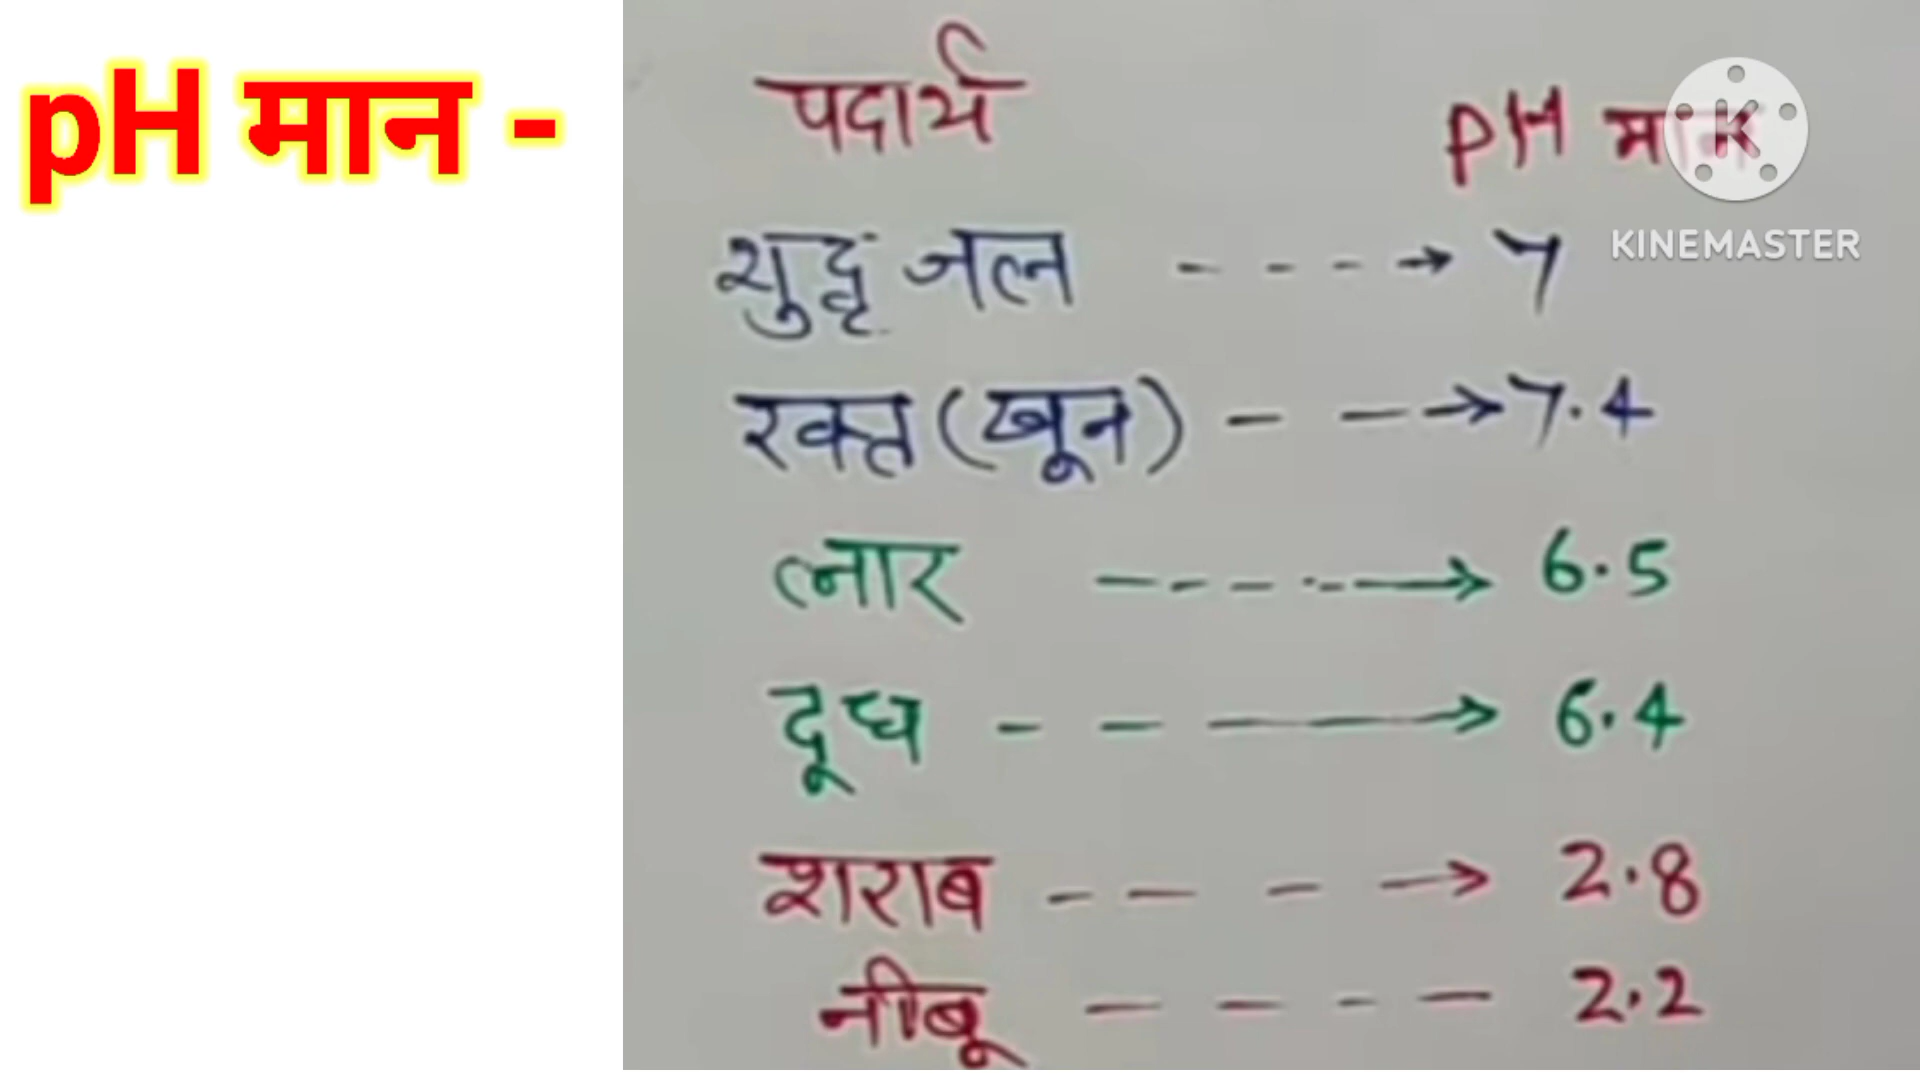 pH मान -
पदार्थ pH मान
KINEMASTER
शुद्ध जल - - - → 7
रक्त (खून) - - → 7.4
लार - - - - - → 6.5
दूध - - — → 6.4
शराब - - - → 2.8
नीबू - - - - 2.2